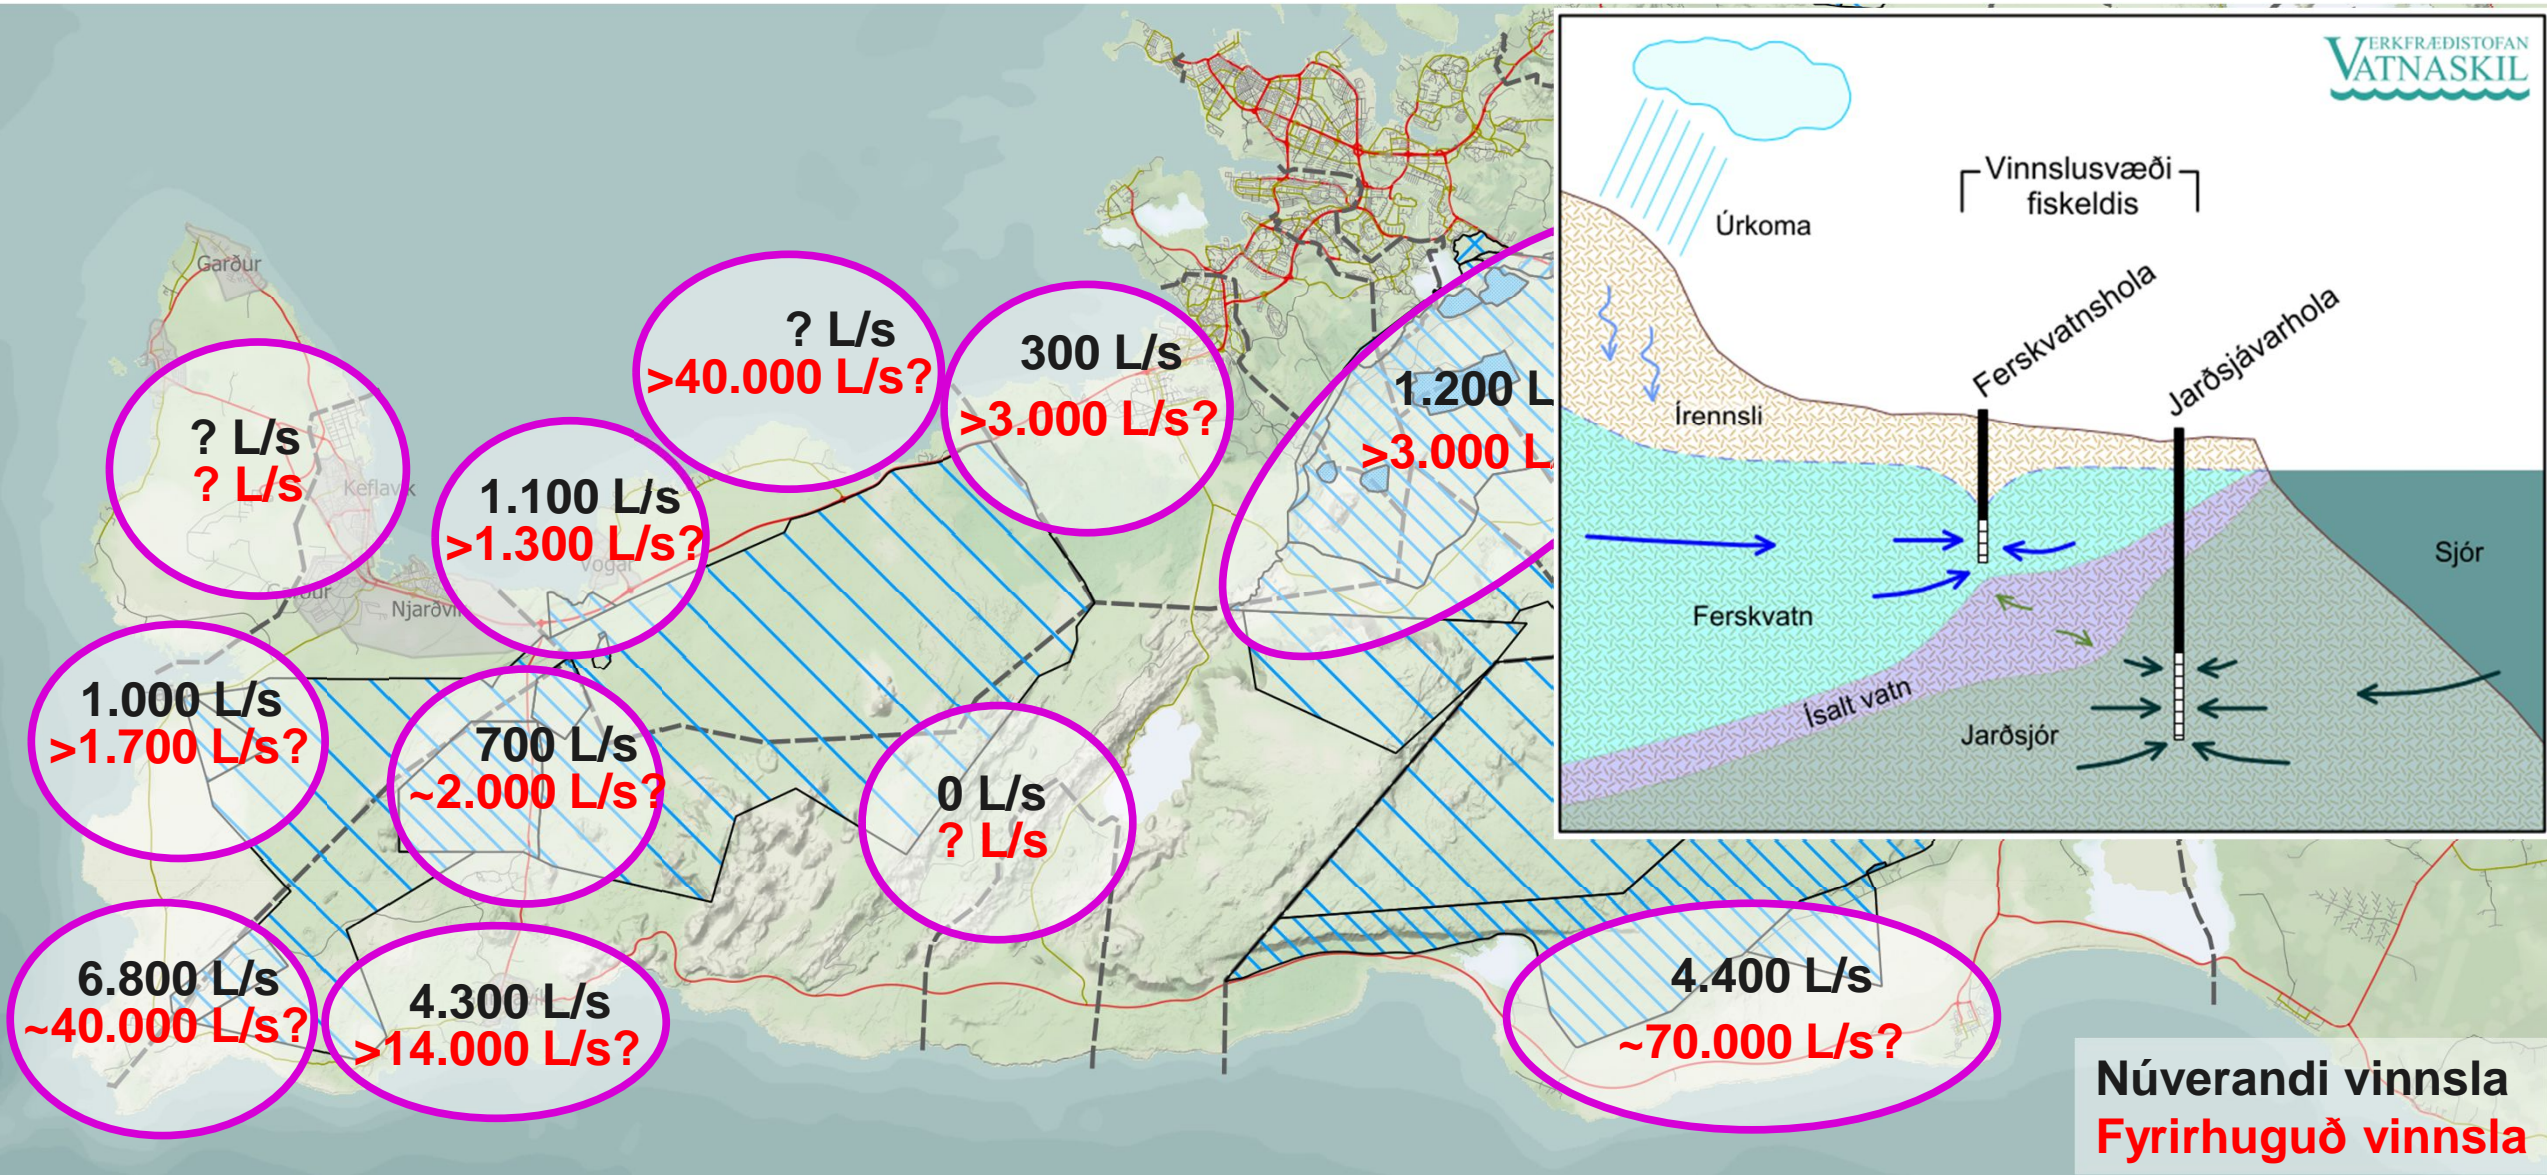 Garður
? L/s
? L/s
Keflavík
Njarðvík
1.100 L/s
>1.300 L/s?
Vogar
? L/s
>40.000 L/s?
300 L/s
>3.000 L/s?
1.200 L
>3.000 L
1.000 L/s
>1.700 L/s?
700 L/s
~2.000 L/s?
0 L/s
? L/s
6.800 L/s
~40.000 L/s?
4.300 L/s
>14.000 L/s?
4.400 L/s
~70.000 L/s?
VERKFRÆÐISTOFAN
VATNASKIL
Vinnslusvæði
fiskeldis
Úrkoma
Ferskvatnshola
Jarðsjávarhola
Írennsli
Sjór
Ferskvatn
Ísalt vatn
Jarðsjór
Núverandi vinnsla
Fyrirhuguð vinnsla